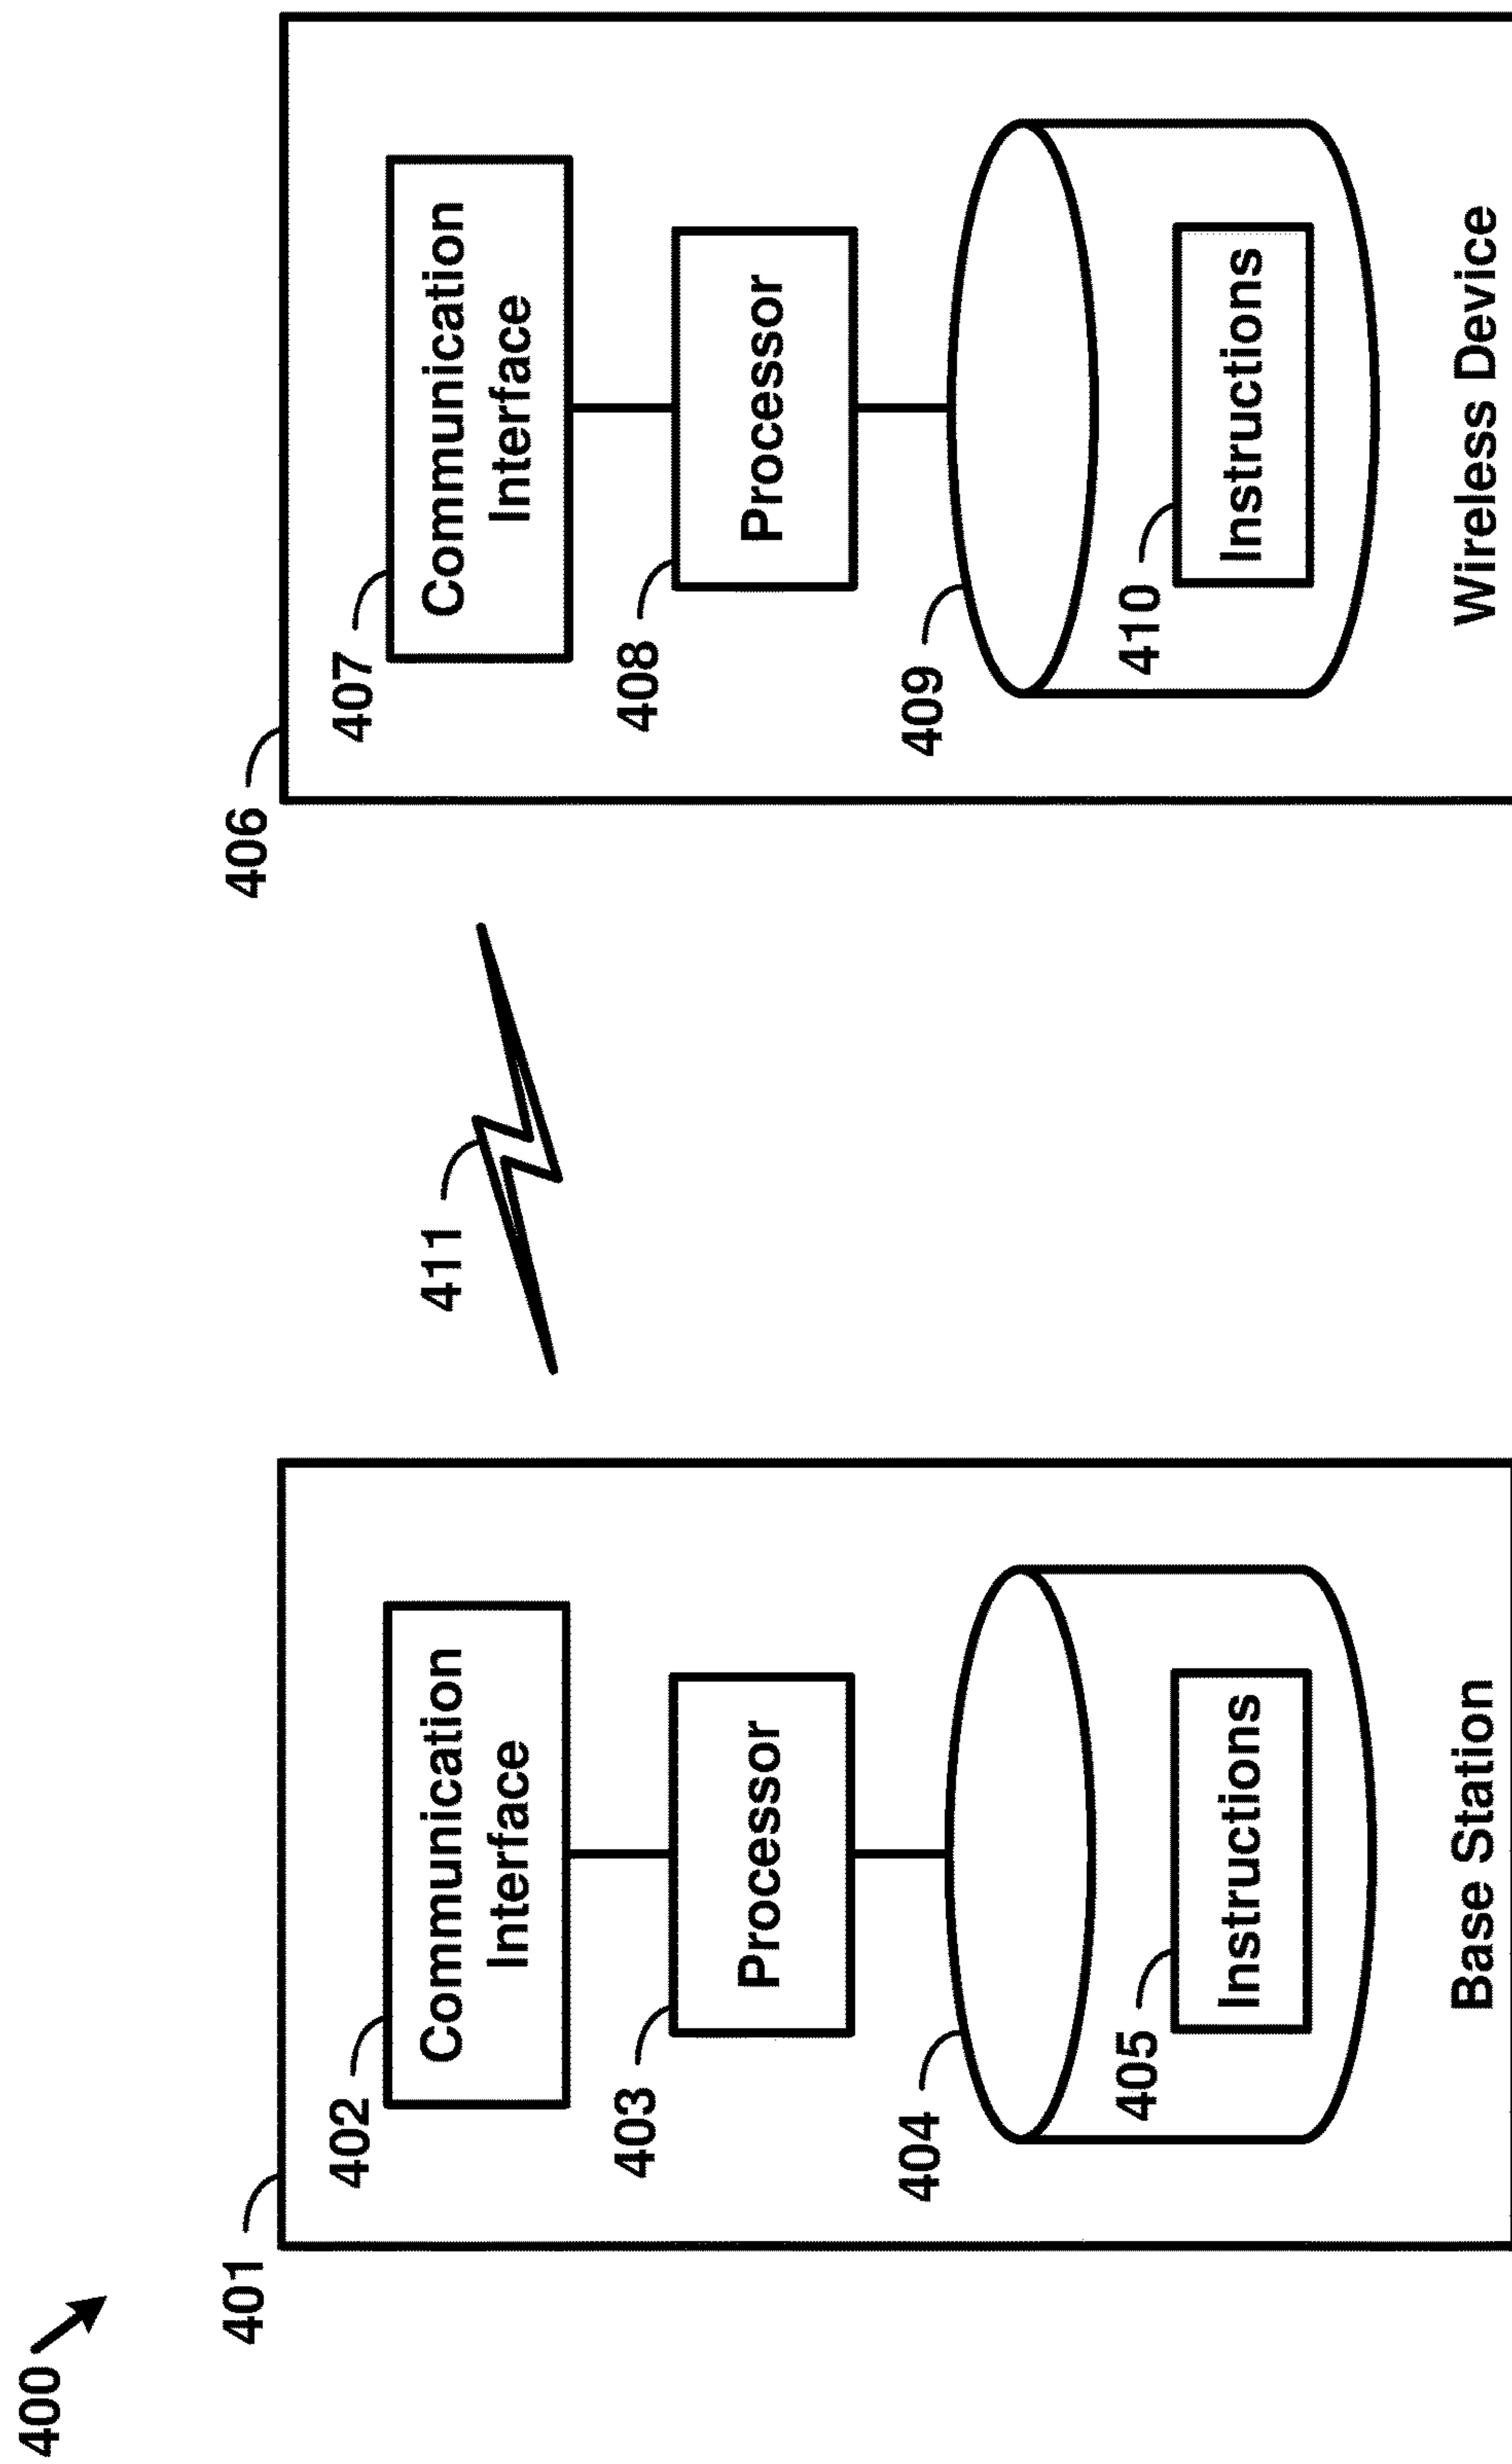 400
401
402
Communication
Interface
403
Processor
404
405
Instructions
Base Station
411
406
407
Communication
Interface
408
Processor
409
410
Instructions
Wireless Device